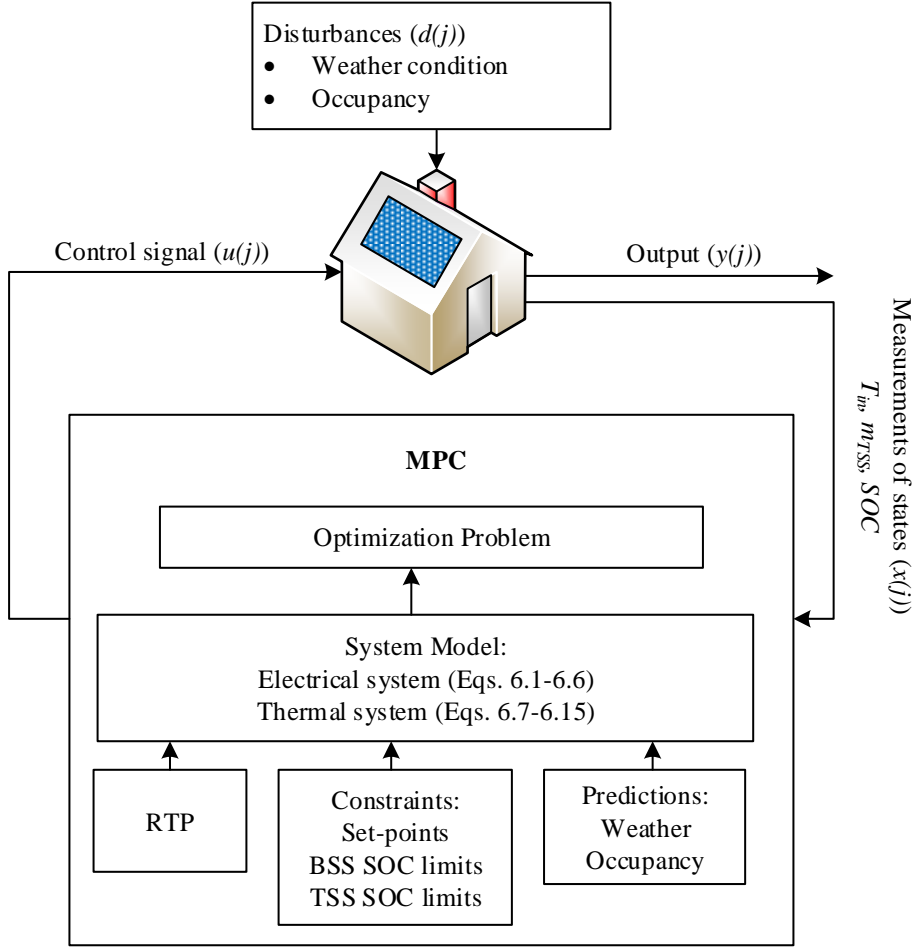 Disturbances (d(j))
• Weather condition
• Occupancy
Control signal (u(j))
Output (y(j))
Measurements of states (x(j))
T_in, m_TSS, SOC
MPC
Optimization Problem
System Model:
Electrical system (Eqs. 6.1-6.6)
Thermal system (Eqs. 6.7-6.15)
RTP
Constraints:
Set-points
BSS SOC limits
TSS SOC limits
Predictions:
Weather
Occupancy